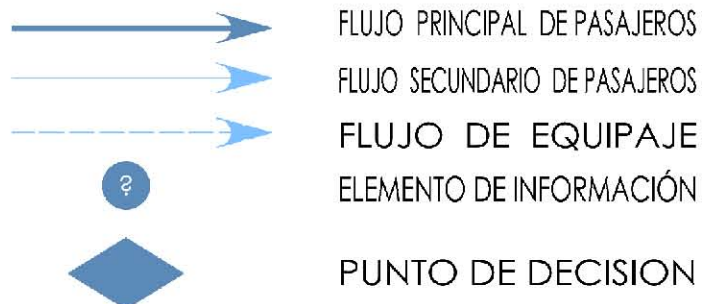 FLUJO PRINCIPAL DE PASAJEROS
FLUJO SECUNDARIO DE PASAJEROS
FLUJO DE EQUIPAJE
?
ELEMENTO DE INFORMACIÓN
PUNTO DE DECISION